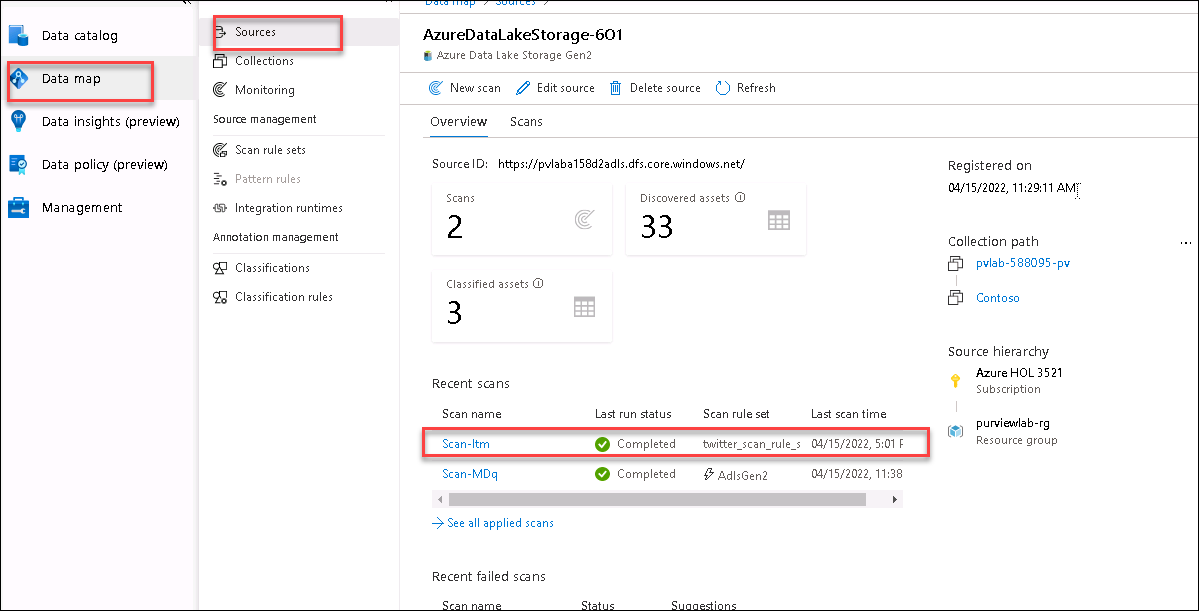 Data catalog
Data map
Data insights (preview)
Data policy (preview)
Management
Sources
Collections
Monitoring
Source management
Scan rule sets
Pattern rules
Integration runtimes
Annotation management
Classifications
Classification rules
Data map > Sources >
AzureDataLakeStorage-6O1
Azure Data Lake Storage Gen2
New scan Edit source Delete source Refresh
Overview Scans
Source ID: https://pvlaba158d2adls.dfs.core.windows.net/
Scans
2
Discovered assets
33
Classified assets
3
Recent scans
Scan name Last run status Scan rule set Last scan time
Scan-Itm Completed twitter_scan_rule_s 04/15/2022, 5:01 P
Scan-MDq Completed AdlsGen2 04/15/2022, 11:38
See all applied scans
Recent failed scans
Scan name Status Suggestions
Registered on
04/15/2022, 11:29:11 AM
Collection path
pvlab-588095-pv
Contoso
Source hierarchy
Azure HOL 3521
Subscription
purviewlab-rg
Resource group